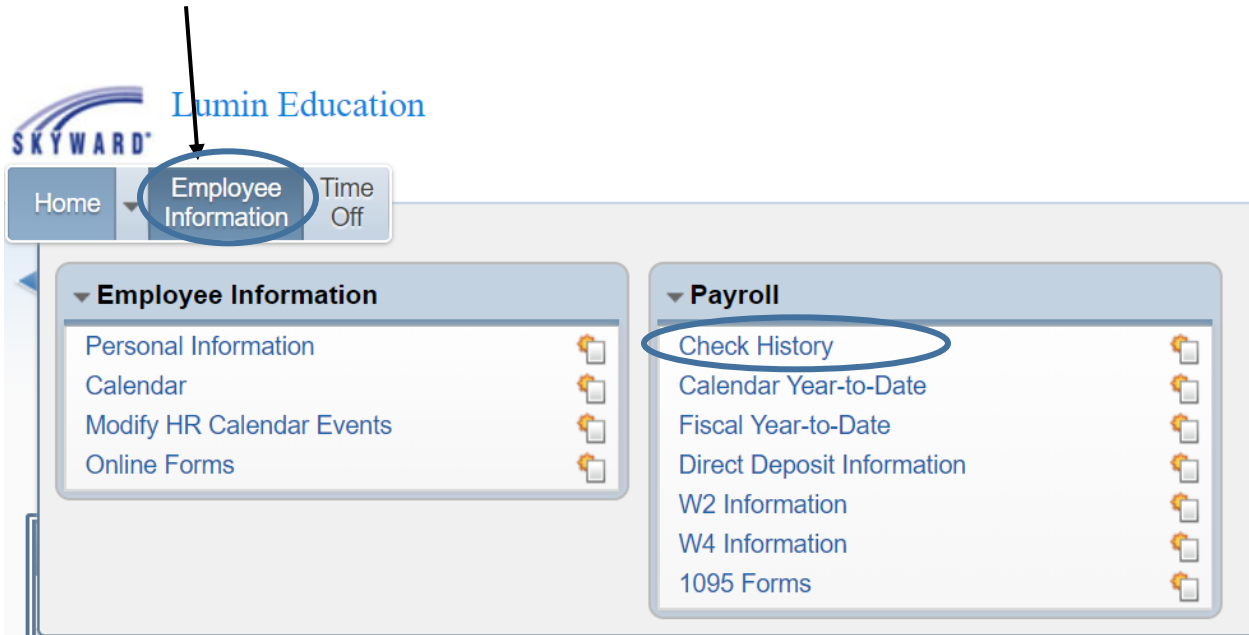 Lumin Education
SKYWARD
Home
Employee
Information
Time
Off
Employee Information
Personal Information
Calendar
Modify HR Calendar Events
Online Forms
Payroll
Check History
Calendar Year-to-Date
Fiscal Year-to-Date
Direct Deposit Information
W2 Information
W4 Information
1095 Forms